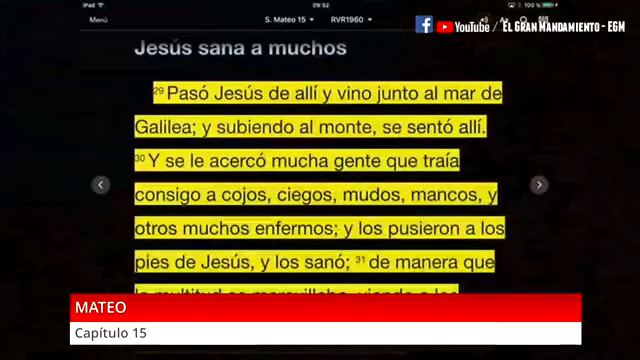 iPad
09:52
100 %
Menú
S. Mateo 15
RVR1960
YouTube / El Gran Mandamiento - EGM
Jesús sana a muchos
29 Pasó Jesús de allí y vino junto al mar de
Galilea; y subiendo al monte, se sentó allí.
30 Y se le acercó mucha gente que traía
consigo a cojos, ciegos, mudos, mancos, y
otros muchos enfermos; y los pusieron a los
pies de Jesús, y los sanó; 31 de manera que
MATEO
Capítulo 15